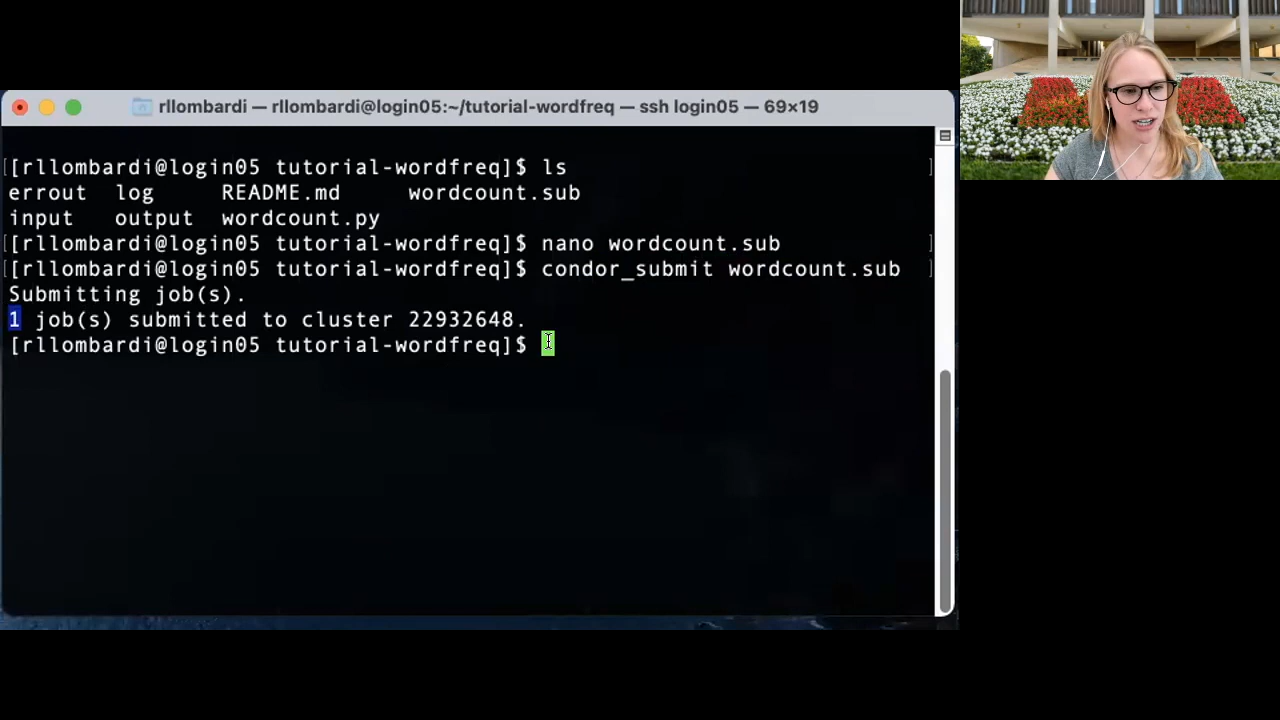 rllombardi — rllombardi@login05:~/tutorial-wordfreq — ssh login05 — 69×19
[[rllombardi@login05 tutorial-wordfreq]$ ls ]
errout log README.md wordcount.sub
input output wordcount.py
[[rllombardi@login05 tutorial-wordfreq]$ nano wordcount.sub ]
[[rllombardi@login05 tutorial-wordfreq]$ condor_submit wordcount.sub ]
Submitting job(s).
1 job(s) submitted to cluster 22932648.
[rllombardi@login05 tutorial-wordfreq]$